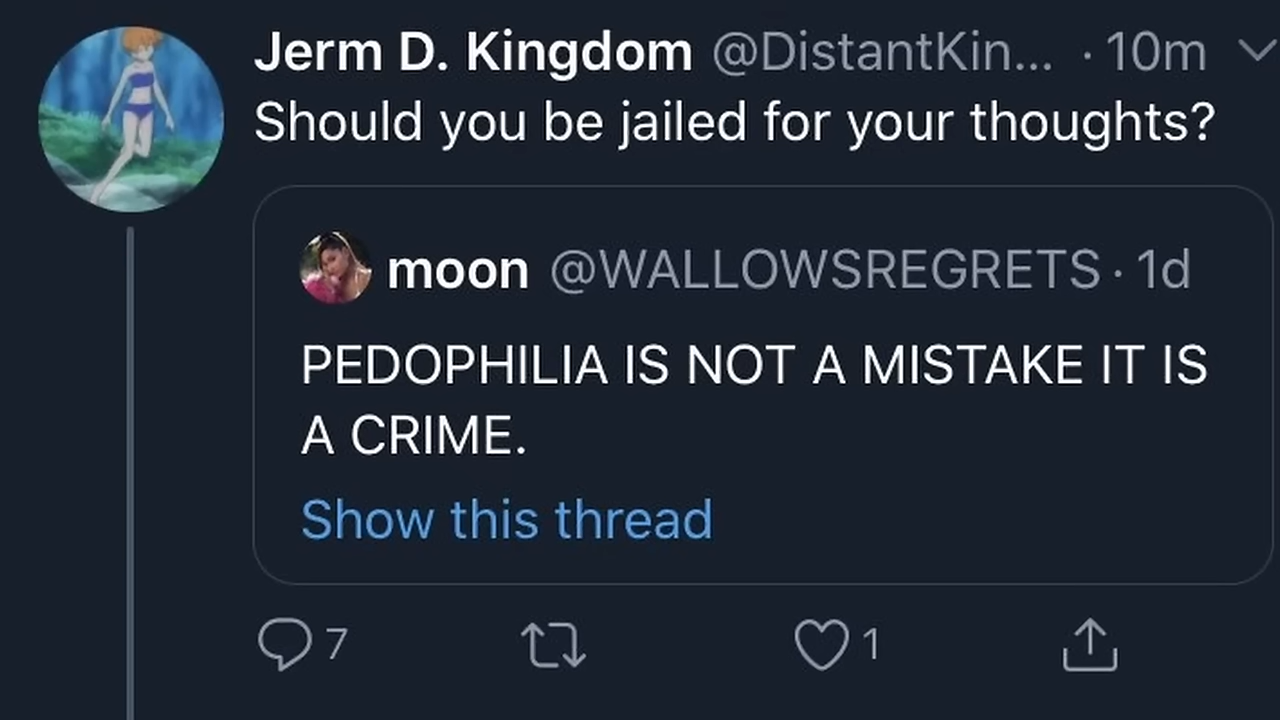 Jerm D. Kingdom @DistantKin... · 10m
Should you be jailed for your thoughts?
moon @WALLOWSREGRETS · 1d
PEDOPHILIA IS NOT A MISTAKE IT IS
A CRIME.
Show this thread
7 1